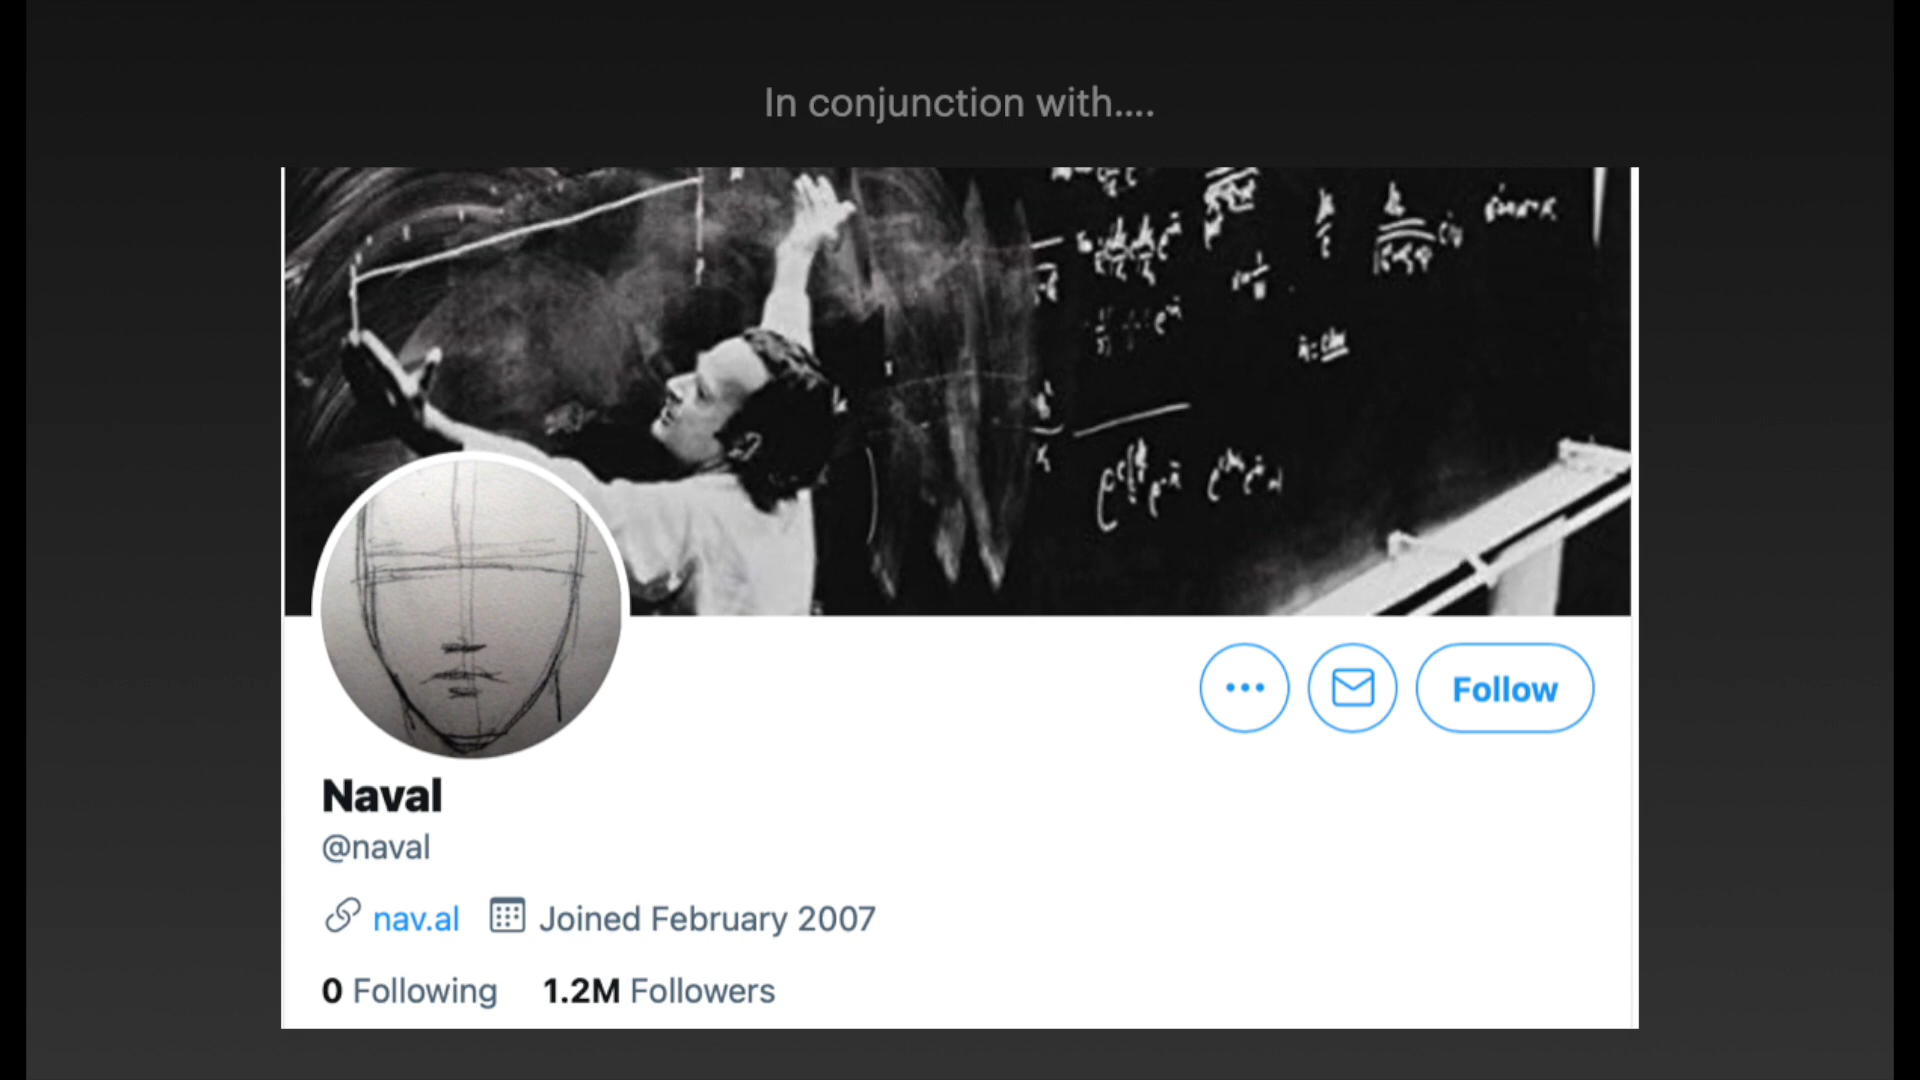 In conjunction with....
Follow
Naval
@naval
nav.al Joined February 2007
0 Following 1.2M Followers